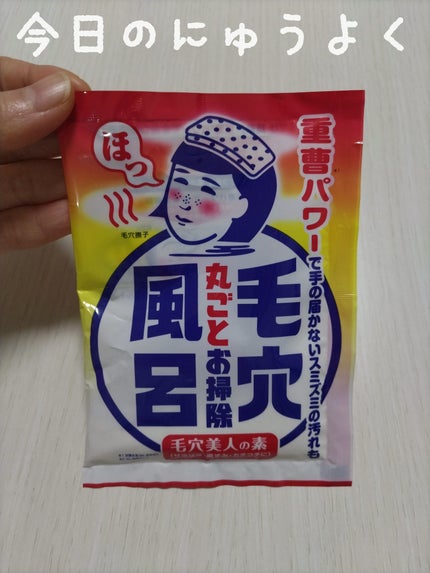 今日のにゅうよく
ほっ
毛穴撫子
重曹パワーで手の届かないスミズミの汚れも
毛穴
丸ごとお掃除
風呂
毛穴美人の素